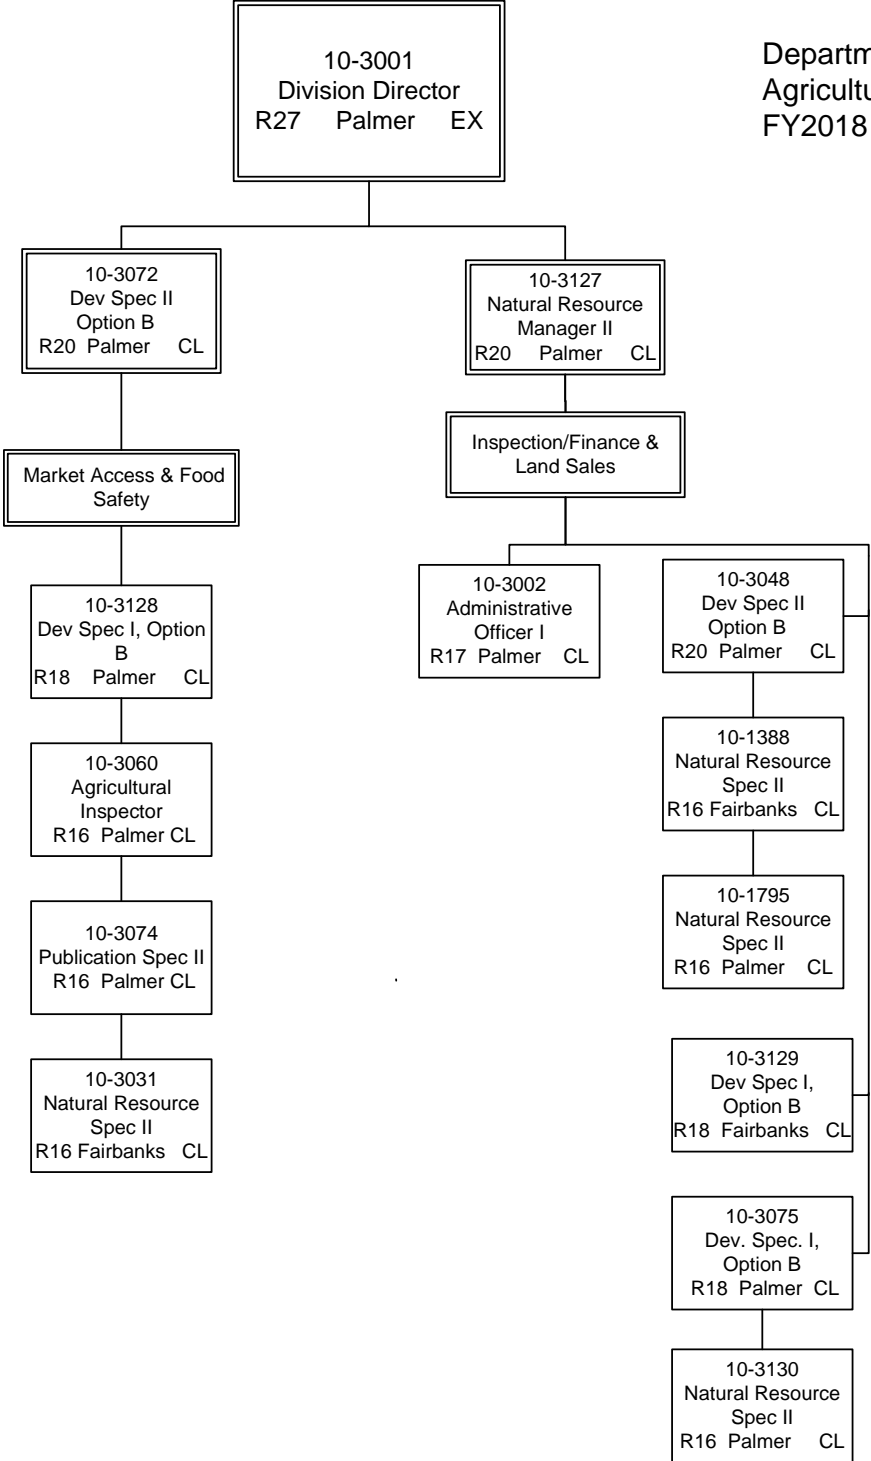 10-3001
Division Director
R27 Palmer EX
FY2018
10-3072
Dev Spec II
Option B
R20 Palmer CL
10-3127
Natural Resource
Manager II
R20 Palmer CL
Market Access & Food
Safety
Inspection/Finance &
Land Sales
10-3128
Dev Spec I, Option
B
R18 Palmer CL
10-3002
Administrative
Officer I
R17 Palmer CL
10-3048
Dev Spec II
Option B
R20 Palmer CL
10-3060
Agricultural
Inspector
R16 Palmer CL
10-1388
Natural Resource
Spec II
R16 Fairbanks CL
10-3074
Publication Spec II
R16 Palmer CL
10-1795
Natural Resource
Spec II
R16 Palmer CL
10-3031
Natural Resource
Spec II
R16 Fairbanks CL
10-3129
Dev Spec I,
Option B
R18 Fairbanks CL
10-3075
Dev. Spec. I,
Option B
R18 Palmer CL
10-3130
Natural Resource
Spec II
R16 Palmer CL